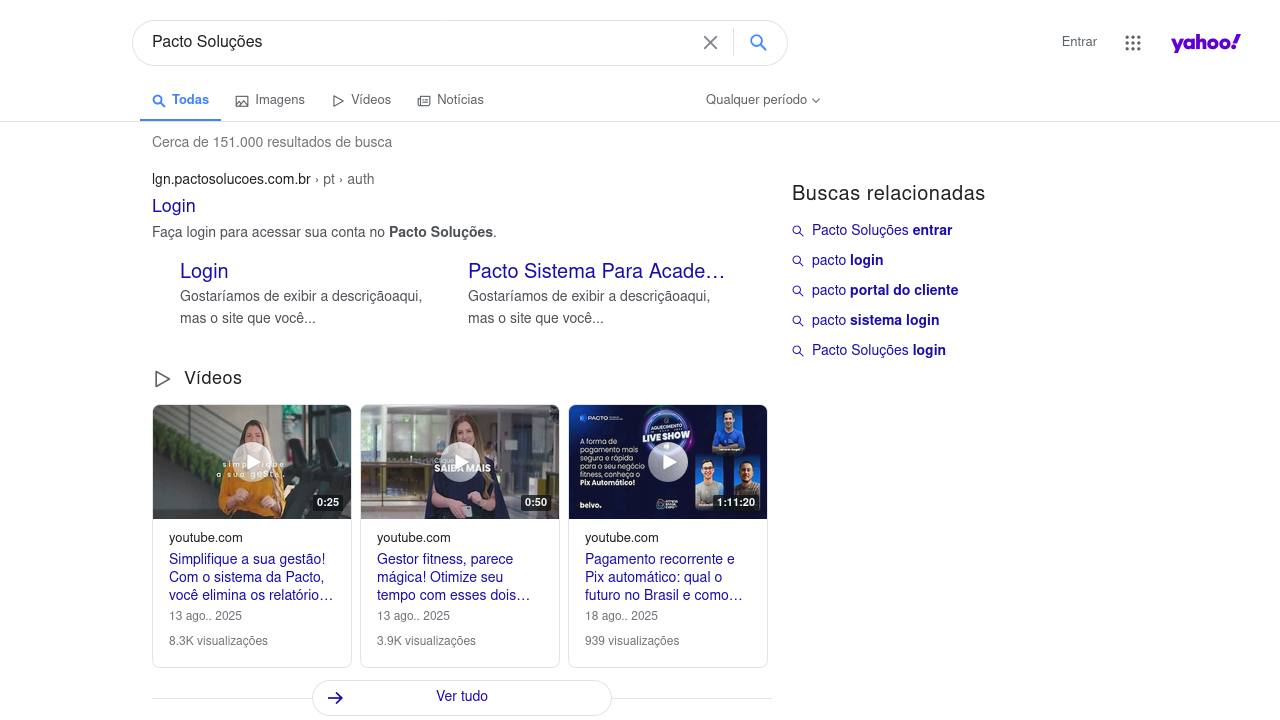 Pacto Soluções
Entrar
yahoo!
Todas
Imagens
Vídeos
Notícias
Qualquer período
Cerca de 151.000 resultados de busca
lgn.pactosolucoes.com.br › pt › auth
Login
Faça login para acessar sua conta no Pacto Soluções.
Login
Gostaríamos de exibir a descriçãoaqui,
mas o site que você...
Pacto Sistema Para Acade…
Gostaríamos de exibir a descriçãoaqui,
mas o site que você...
Buscas relacionadas
Pacto Soluções entrar
pacto login
pacto portal do cliente
pacto sistema login
Pacto Soluções login
Vídeos
simplifique
a sua gestão.
0:25
youtube.com
Simplifique a sua gestão!
Com o sistema da Pacto,
você elimina os relatório…
13 ago.. 2025
8.3K visualizações
SAIBA MAIS
0:50
youtube.com
Gestor fitness, parece
mágica! Otimize seu
tempo com esses dois…
13 ago.. 2025
3.9K visualizações
PACTO
AQUECIMENTO
LIVE SHOW
A forma de
pagamento mais
segura e rápida
para o seu negócio
fitness, conheça o
Pix Automático!
belvo.
1:11:20
youtube.com
Pagamento recorrente e
Pix automático: qual o
futuro no Brasil e como…
18 ago.. 2025
939 visualizações
Ver tudo